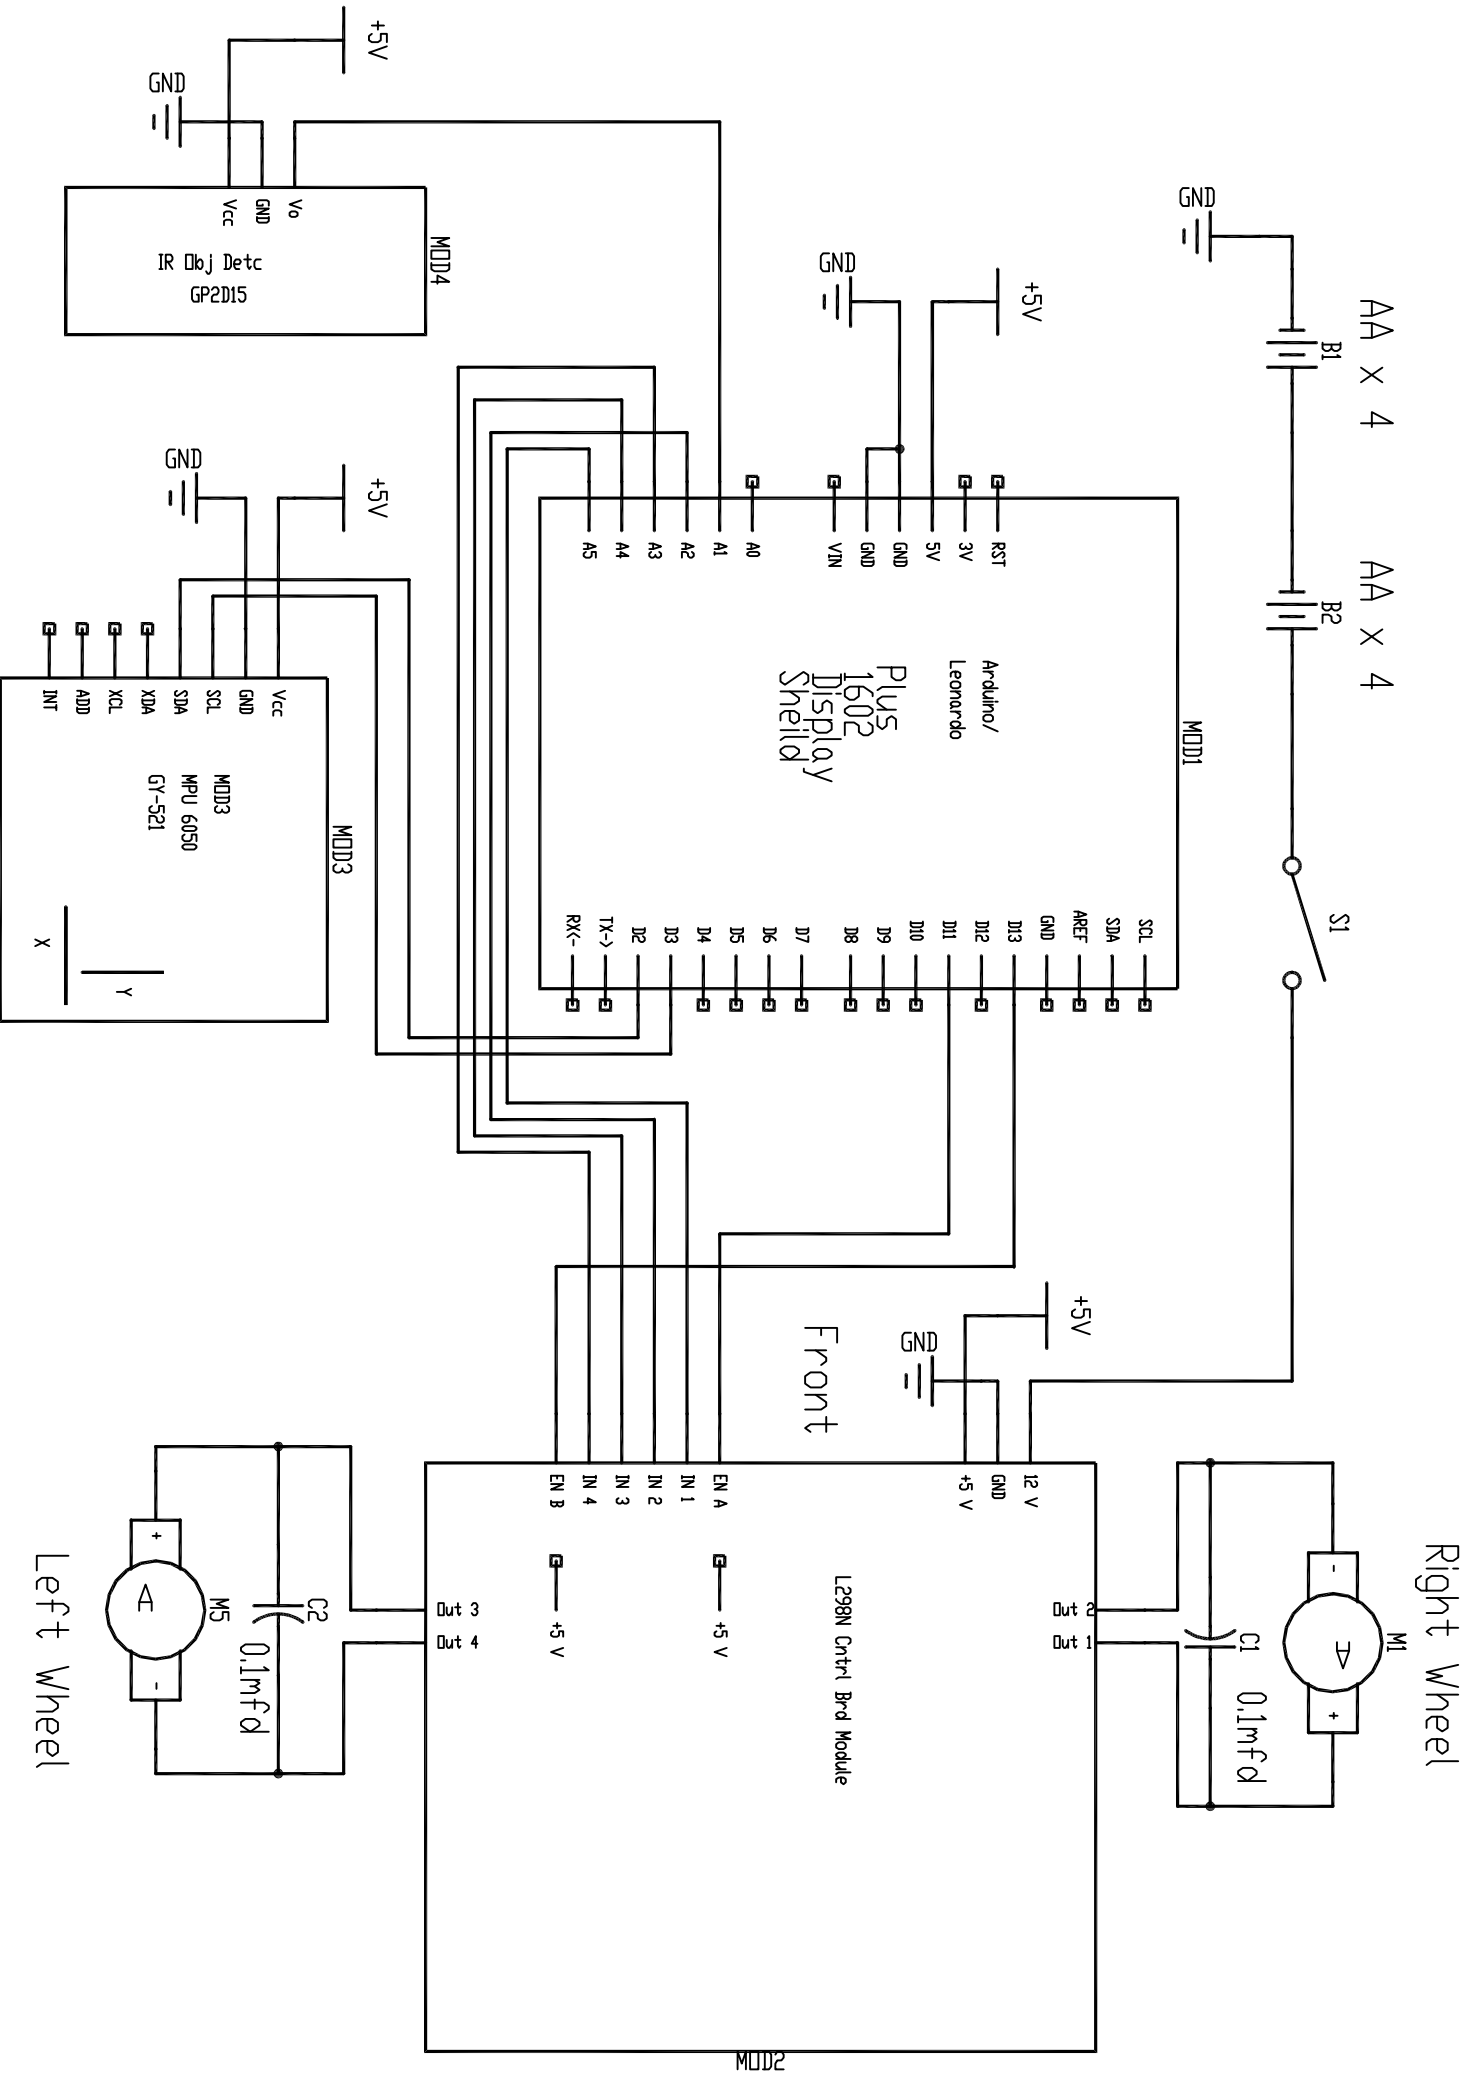 AA X 4
AA X 4
B1
B2
S1
GND
+5V
GND
+5V
GND
MOD4
Vo
GND
Vcc
IR Obj Detc
GP2D15
MOD1
RST
3V
5V
GND
GND
VIN
A0
A1
A2
A3
A4
A5
Arduino/
Leonardo
Plus
1602
Display
Sheild
SCL
SDA
AREF
GND
D13
D12
D11
D10
D9
D8
D7
D6
D5
D4
D3
D2
TX->
RX<-
+5V
GND
MOD3
Vcc
GND
SCL
SDA
XDA
XCL
ADD
INT
MOD3
MPU 6050
GY-521
X
Y
+5V
GND
Front
12 V
GND
+5 V
EN A
IN 1
IN 2
IN 3
IN 4
EN B
+5 V
+5 V
L298N Cntrl Brd Module
Out 2
Out 1
Out 3
Out 4
MOD2
Right Wheel
M1
-
A
+
C1
0.1mfd
Left Wheel
M5
+
A
-
C2
0.1mfd